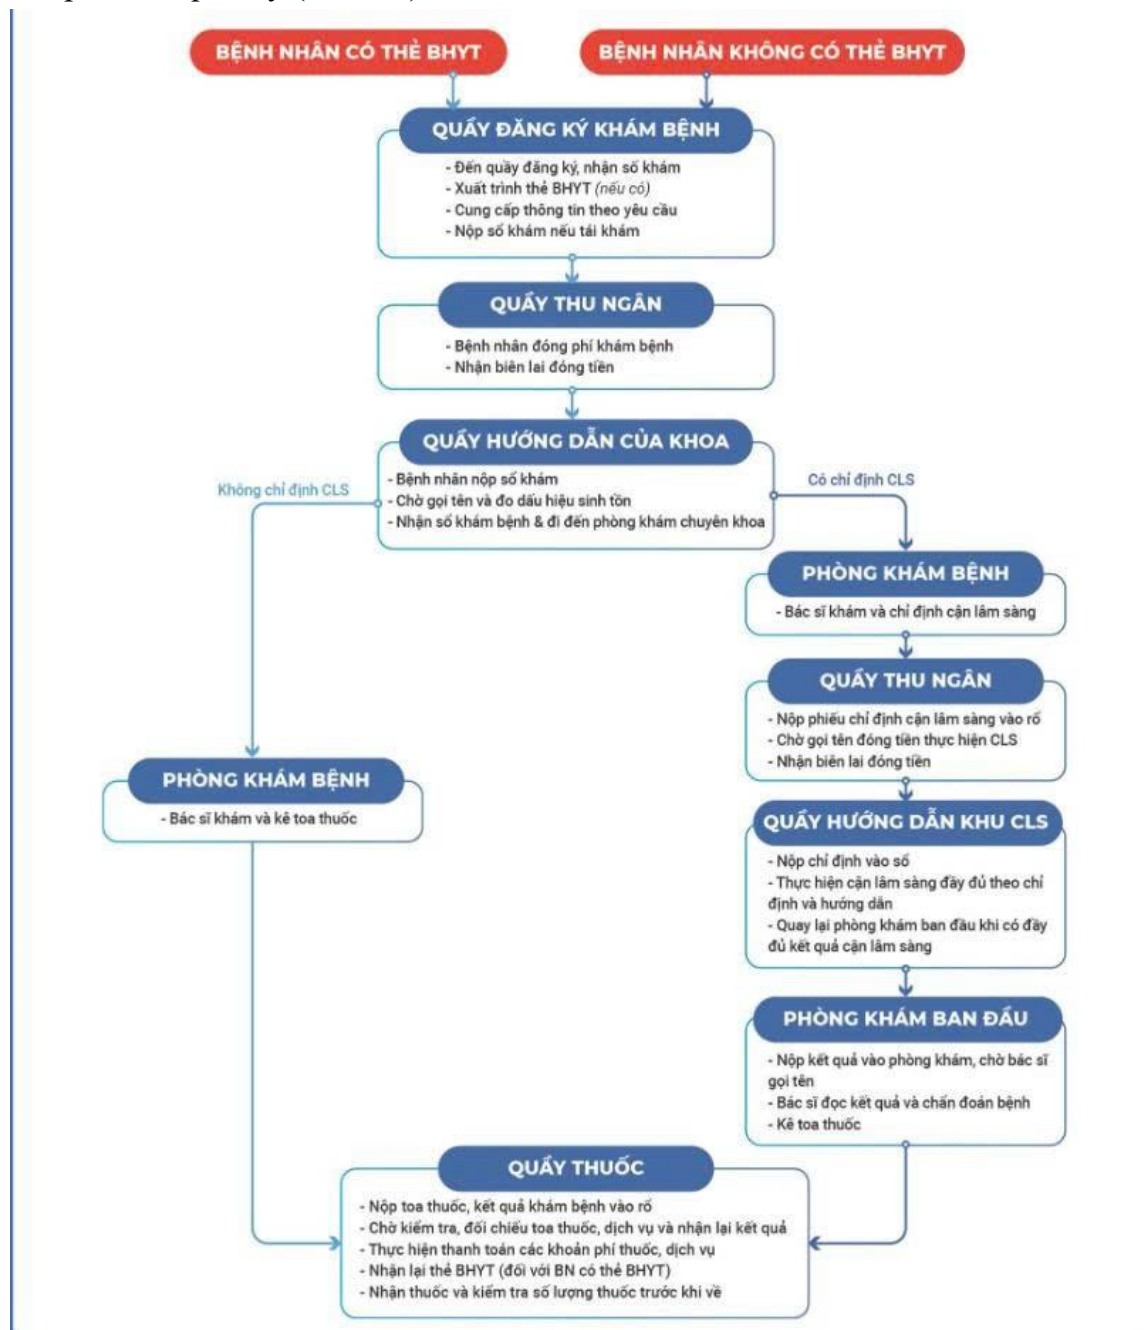 BỆNH NHÂN CÓ THẺ BHYT
BỆNH NHÂN KHÔNG CÓ THẺ BHYT
QUẦY ĐĂNG KÝ KHÁM BỆNH
- Đến quầy đăng ký, nhận số khám
- Xuất trình thẻ BHYT (nếu có)
- Cung cấp thông tin theo yêu cầu
- Nộp sổ khám nếu tái khám
QUẦY THU NGÂN
- Bệnh nhân đóng phí khám bệnh
- Nhận biên lai đóng tiền
QUẦY HƯỚNG DẪN CỦA KHOA
- Bệnh nhân nộp sổ khám
- Chờ gọi tên và đo dấu hiệu sinh tồn
- Nhận sổ khám bệnh & đi đến phòng khám chuyên khoa
Không chỉ định CLS
Có chỉ định CLS
PHÒNG KHÁM BỆNH
- Bác sĩ khám và kê toa thuốc
PHÒNG KHÁM BỆNH
- Bác sĩ khám và chỉ định cận lâm sàng
QUẦY THU NGÂN
- Nộp phiếu chỉ định cận lâm sàng vào rổ
- Chờ gọi tên đóng tiền thực hiện CLS
- Nhận biên lai đóng tiền
QUẦY HƯỚNG DẪN KHU CLS
- Nộp chỉ định vào sổ
- Thực hiện cận lâm sàng đầy đủ theo chỉ
định và hướng dẫn
- Quay lại phòng khám ban đầu khi có đầy
đủ kết quả cận lâm sàng
PHÒNG KHÁM BAN ĐẦU
- Nộp kết quả vào phòng khám, chờ bác sĩ
gọi tên
- Bác sĩ đọc kết quả và chẩn đoán bệnh
- Kê toa thuốc
QUẦY THUỐC
- Nộp toa thuốc, kết quả khám bệnh vào rổ
- Chờ kiểm tra, đối chiếu toa thuốc, dịch vụ và nhận lại kết quả
- Thực hiện thanh toán các khoản phí thuốc, dịch vụ
- Nhận lại thẻ BHYT (đối với BN có thẻ BHYT)
- Nhận thuốc và kiểm tra số lượng thuốc trước khi về